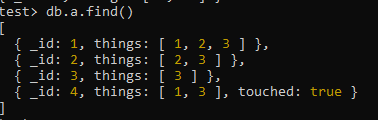 test> db.a.find()
[
  { _id: 1, things: [ 1, 2, 3 ] },
  { _id: 2, things: [ 2, 3 ] },
  { _id: 3, things: [ 3 ] },
  { _id: 4, things: [ 1, 3 ], touched: true }
]